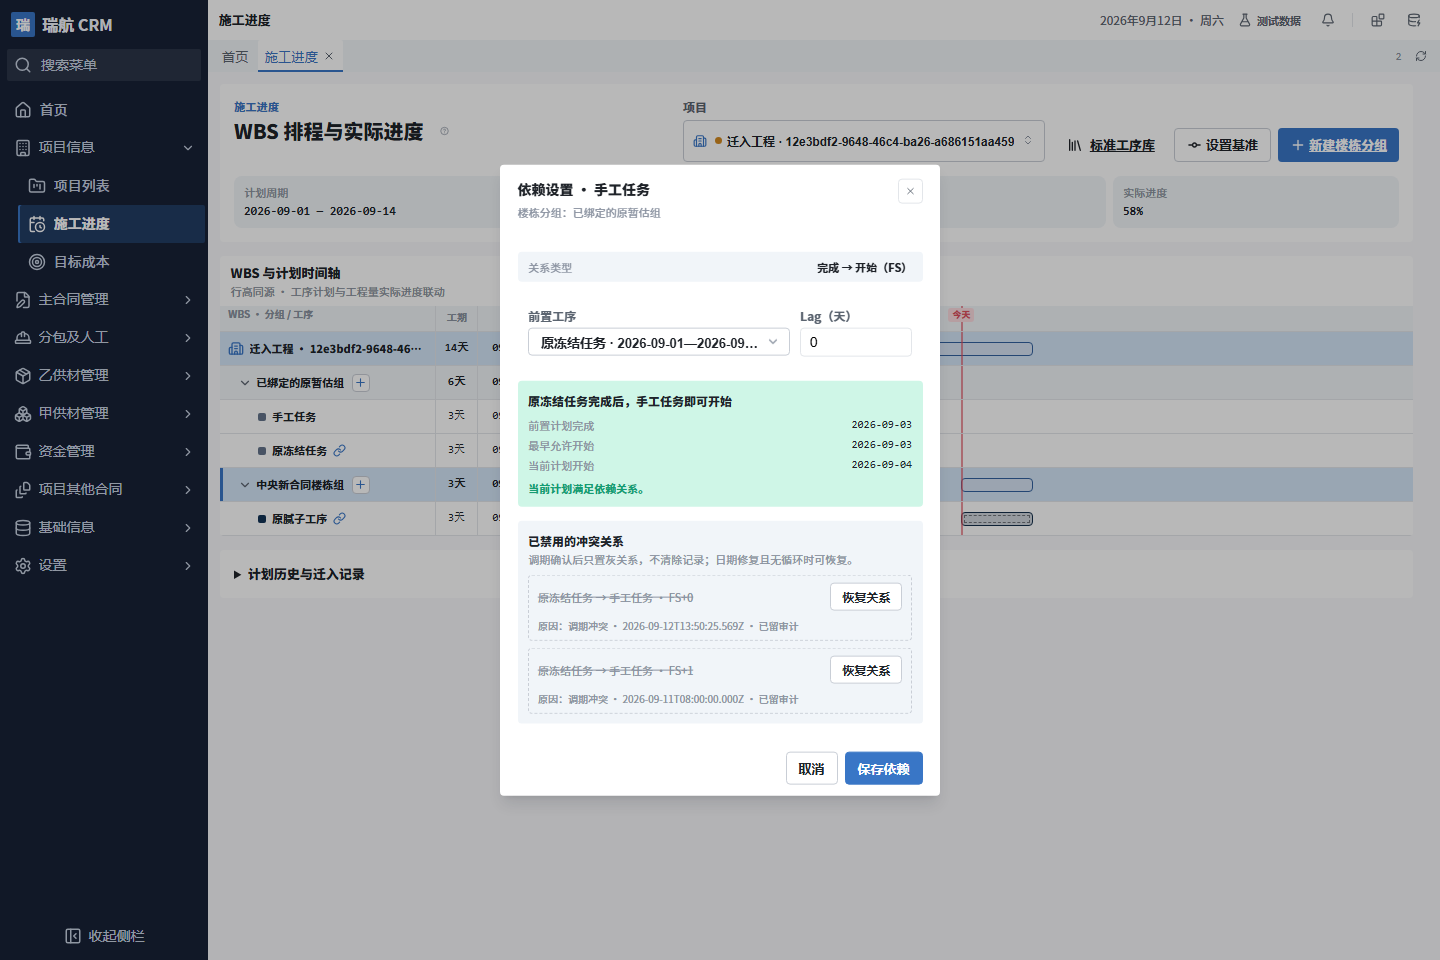 瑞 瑞航 CRM
搜索菜单
首页
项目信息
项目列表
施工进度
目标成本
主合同管理
分包及人工
乙供材管理
甲供材管理
资金管理
项目其他合同
基础信息
设置
收起侧栏
施工进度
2026年9月12日 • 周六
测试数据
首页
施工进度
2
施工进度
WBS 排程与实际进度
项目
迁入工程 · 12e3bdf2-9648-46c4-ba26-a686151aa459
标准工序库
设置基准
新建楼栋分组
计划周期
2026-09-01 — 2026-09-14
实际进度
58%
WBS 与计划时间轴
行高同源 • 工序计划与工程量实际进度联动
WBS • 分组 / 工序
工期
今天
迁入工程 • 12e3bdf2-9648-46···
14天
已绑定的原暂估组
6天
手工任务
3天
原冻结任务
3天
中央新合同楼栋组
3天
原腻子工序
3天
计划历史与迁入记录
依赖设置 • 手工任务
楼栋分组：已绑定的原暂估组
关系类型
完成 → 开始（FS）
前置工序
Lag（天）
原冻结任务 · 2026-09-01—2026-09...
0
原冻结任务完成后，手工任务即可开始
前置计划完成
2026-09-03
最早允许开始
2026-09-03
当前计划开始
2026-09-04
当前计划满足依赖关系。
已禁用的冲突关系
调期确认后只置灰关系，不清除记录；日期修复且无循环时可恢复。
原冻结任务 → 手工任务 • FS+0
恢复关系
原因：调期冲突 • 2026-09-12T13:50:25.569Z • 已留审计
原冻结任务 → 手工任务 • FS+1
恢复关系
原因：调期冲突 • 2026-09-11T08:00:00.000Z • 已留审计
取消
保存依赖